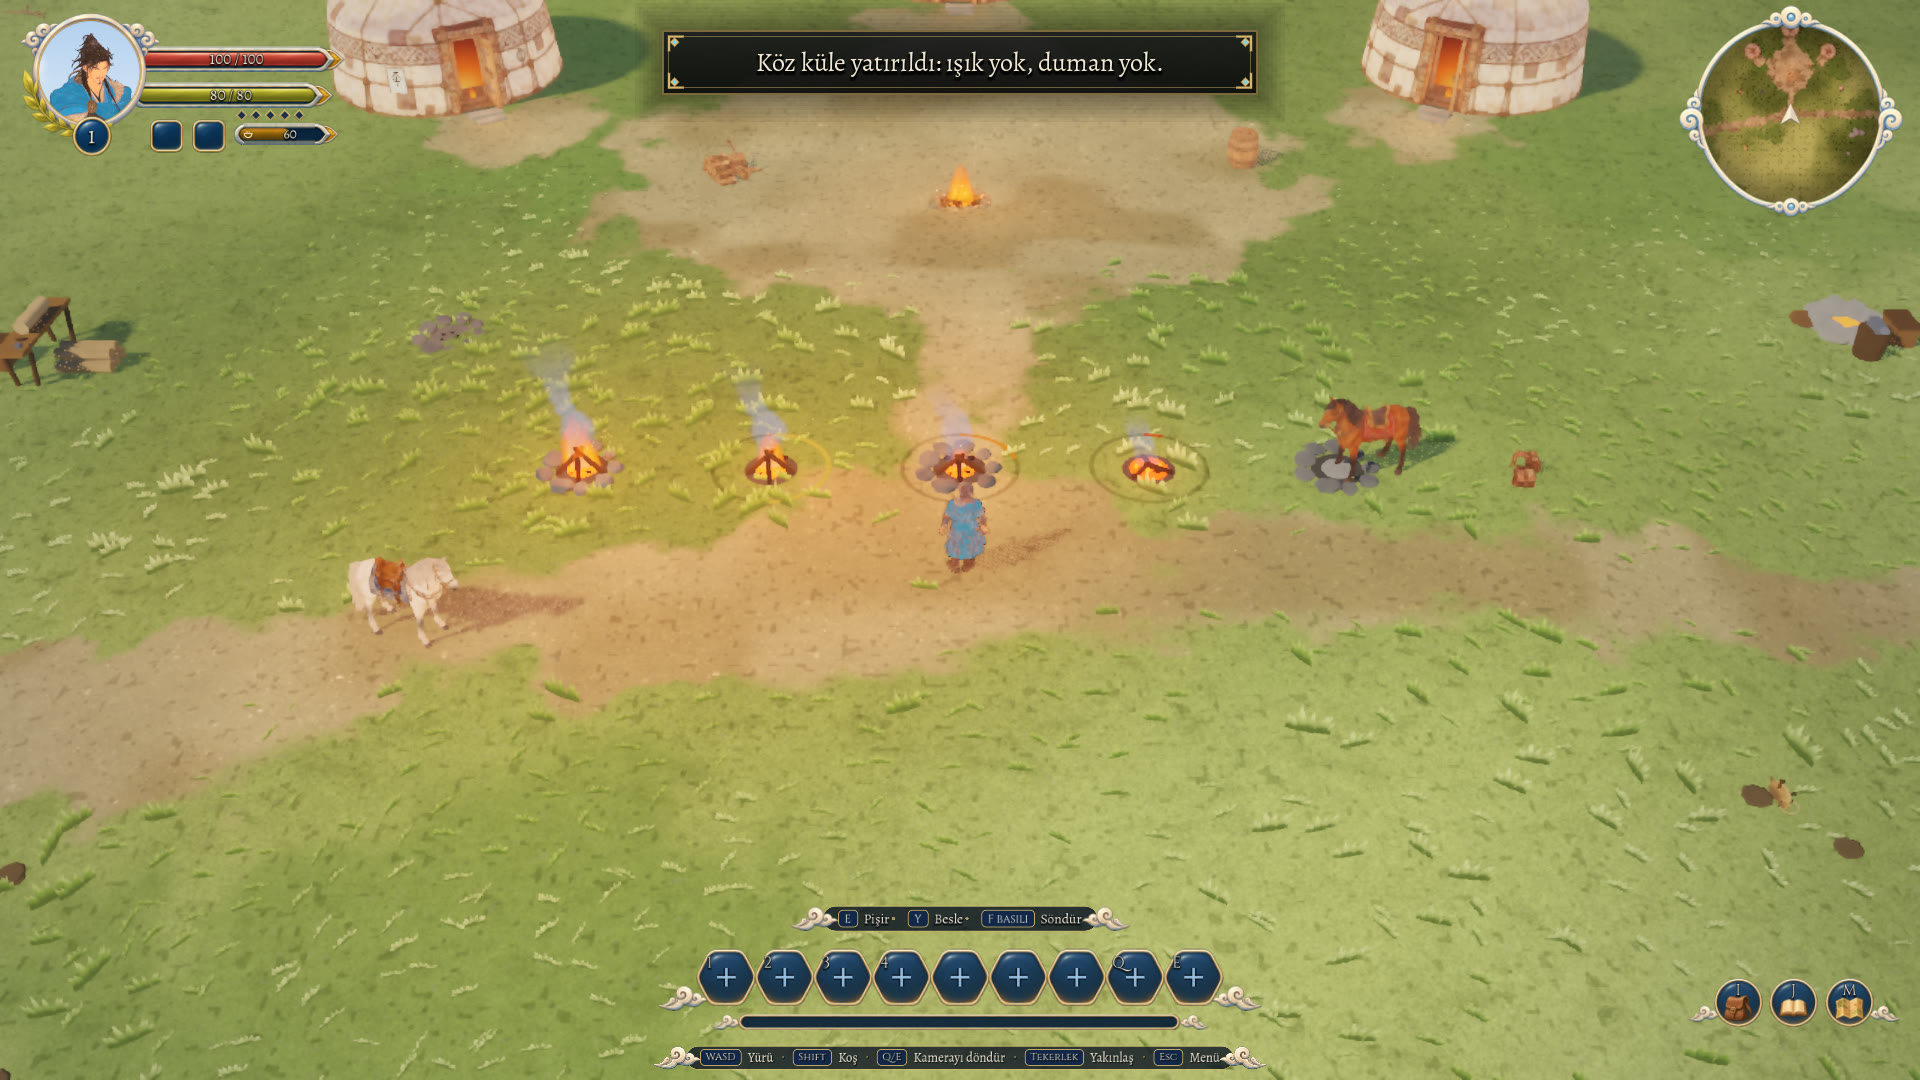 Köz küle yatırıldı: ışık yok, duman yok.
100 / 100
80 / 80
60
1
E Pişir · Y Besle · F BASILI Söndür
1 2 3 4 Q E
I J M
WASD Yürü · SHIFT Koş · Q/E Kamerayı döndür · TEKERLEK Yakınlaş · ESC Menü